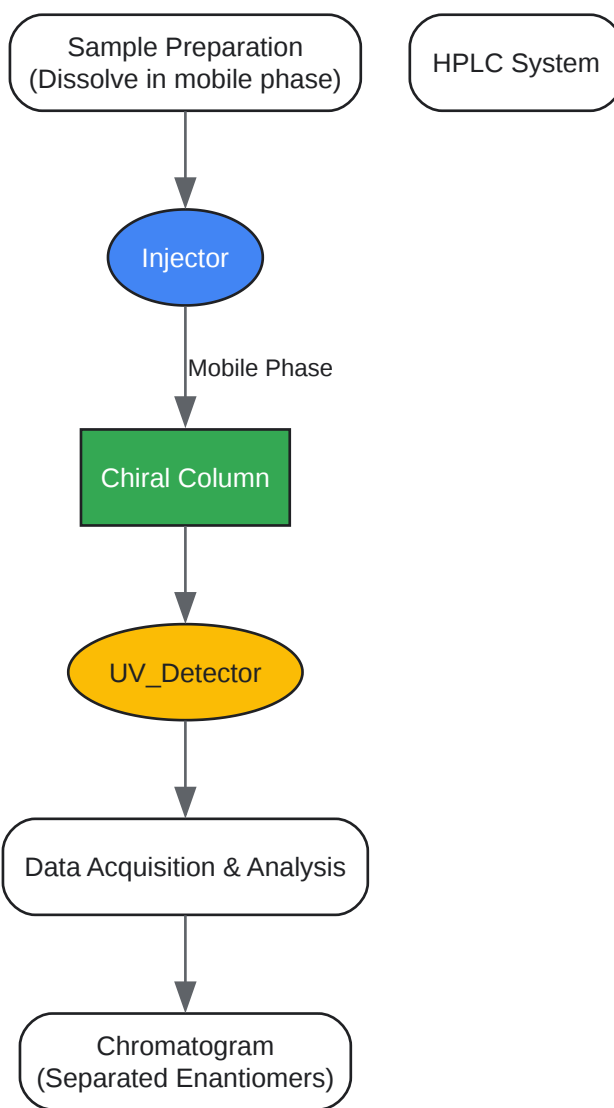 Sample Preparation
(Dissolve in mobile phase)
HPLC System
Injector
Mobile Phase
Chiral Column
UV_Detector
Data Acquisition & Analysis
Chromatogram
(Separated Enantiomers)